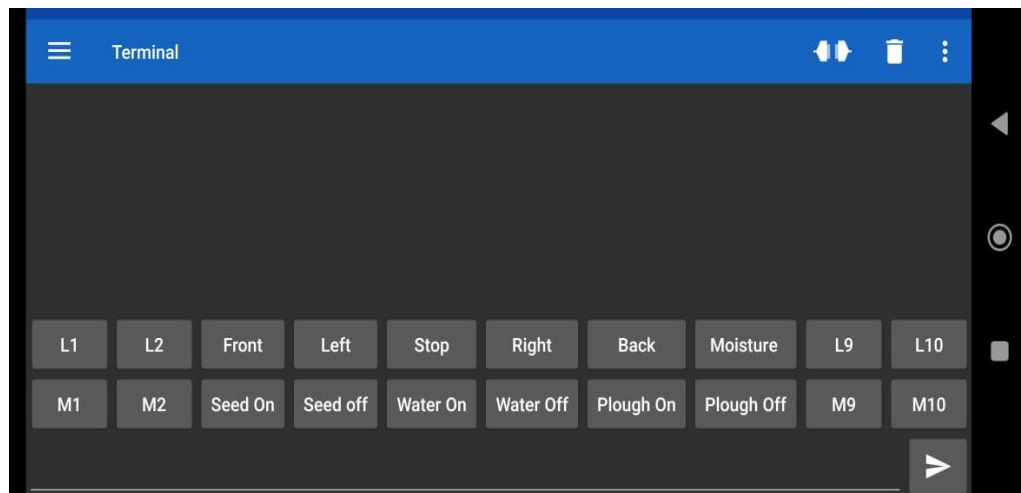 Terminal
L1 L2 Front Left Stop Right Back Moisture L9 L10
M1 M2 Seed On Seed off Water On Water Off Plough On Plough Off M9 M10